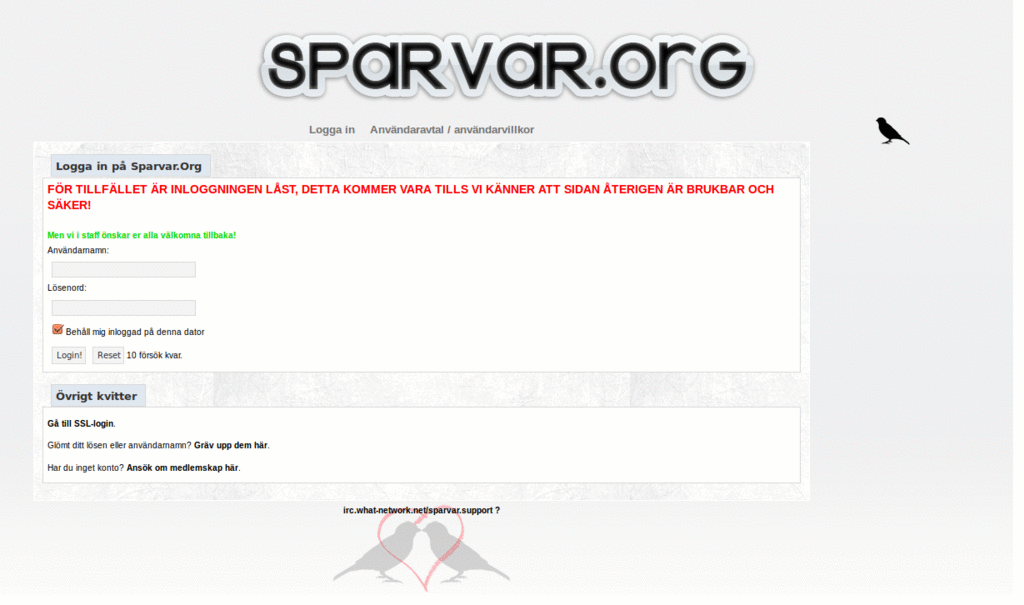 SPARVAR.ORG
Logga in Användaravtal / användarvillkor
Logga in på Sparvar.Org
FÖR TILLFÄLLET ÄR INLOGGNINGEN LÅST, DETTA KOMMER VARA TILLS VI KÄNNER ATT SIDAN ÅTERIGEN ÄR BRUKBAR OCH
SÄKER!
Men vi i staff önskar er alla välkomna tillbaka!
Användarnamn:
Lösenord:
Behåll mig inloggad på denna dator
Login! Reset 10 försök kvar.
Övrigt kvitter
Gå till SSL-login.
Glömt ditt lösen eller användarnamn? Gräv upp dem här.
Har du inget konto? Ansök om medlemskap här.
irc.what-network.net/sparvar.support ?